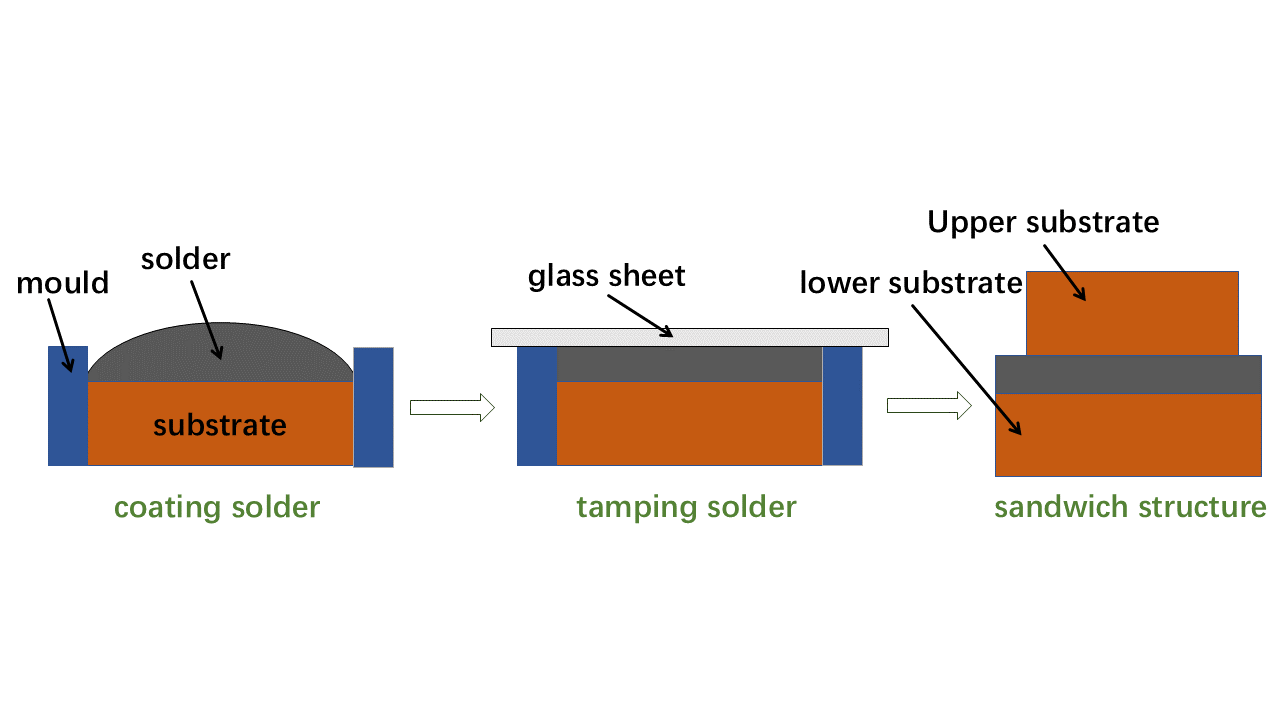 mould
solder
substrate
coating solder
glass sheet
tamping solder
Upper substrate
lower substrate
sandwich structure